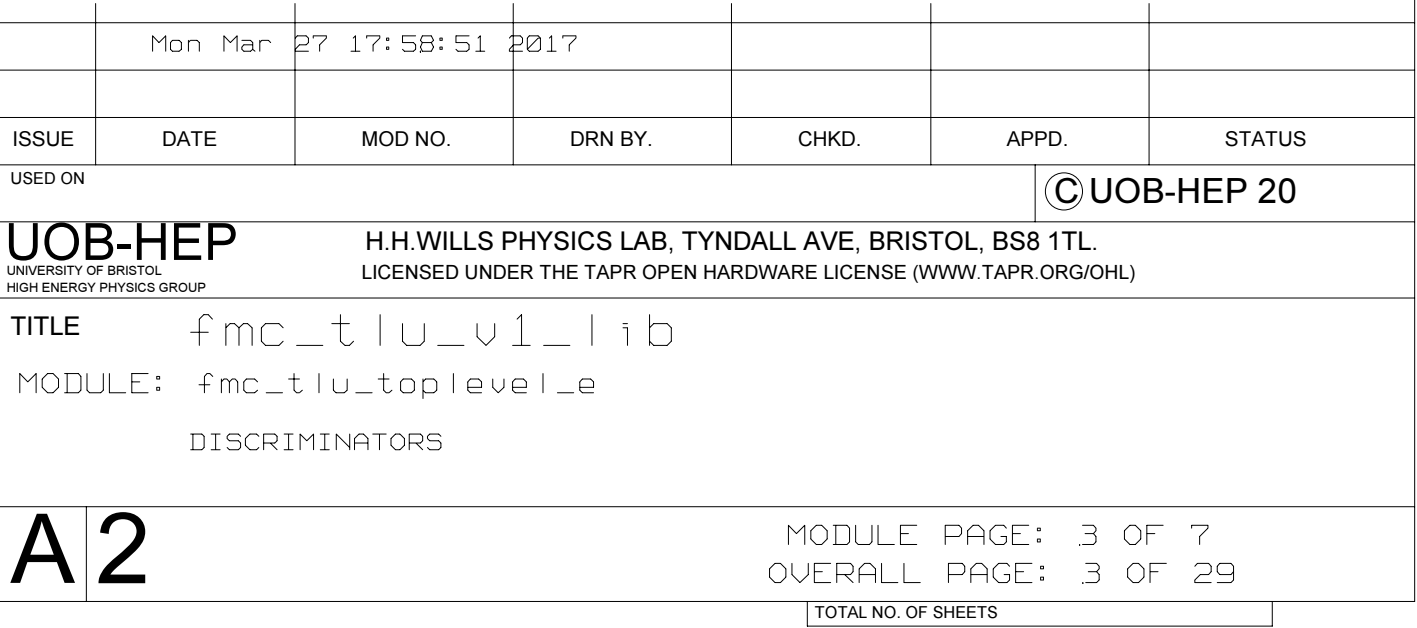 Mon Mar 27 17:58:51 2017
ISSUE DATE MOD NO. DRN BY. CHKD. APPD. STATUS
USED ON
© UOB-HEP 20
UOB-HEP
UNIVERSITY OF BRISTOL
HIGH ENERGY PHYSICS GROUP
H.H.WILLS PHYSICS LAB, TYNDALL AVE, BRISTOL, BS8 1TL.
LICENSED UNDER THE TAPR OPEN HARDWARE LICENSE (WWW.TAPR.ORG/OHL)
TITLE fmc_tlu_v1_lib
MODULE: fmc_tlu_toplevel_e
DISCRIMINATORS
A 2
MODULE PAGE: 3 OF 7
OVERALL PAGE: 3 OF 29
TOTAL NO. OF SHEETS